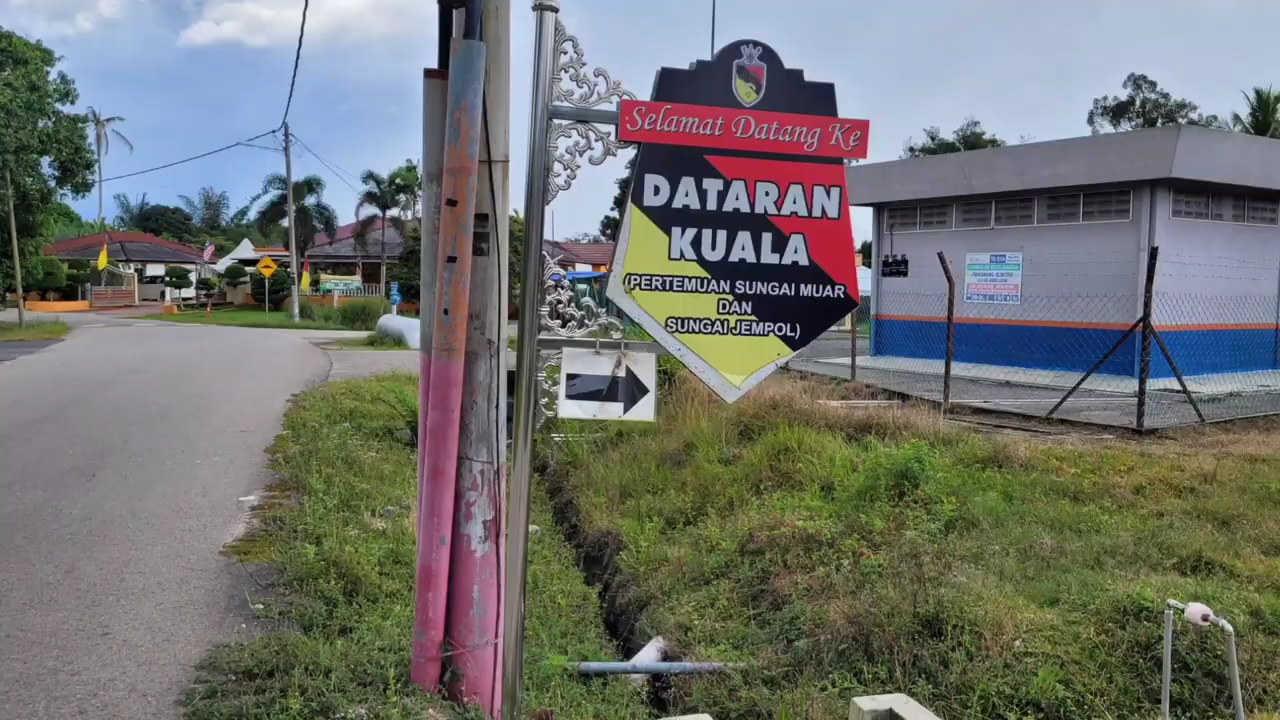 Selamat Datang Ke
DATARAN
KUALA
(PERTEMUAN SUNGAI MUAR
DAN
SUNGAI JEMPOL)